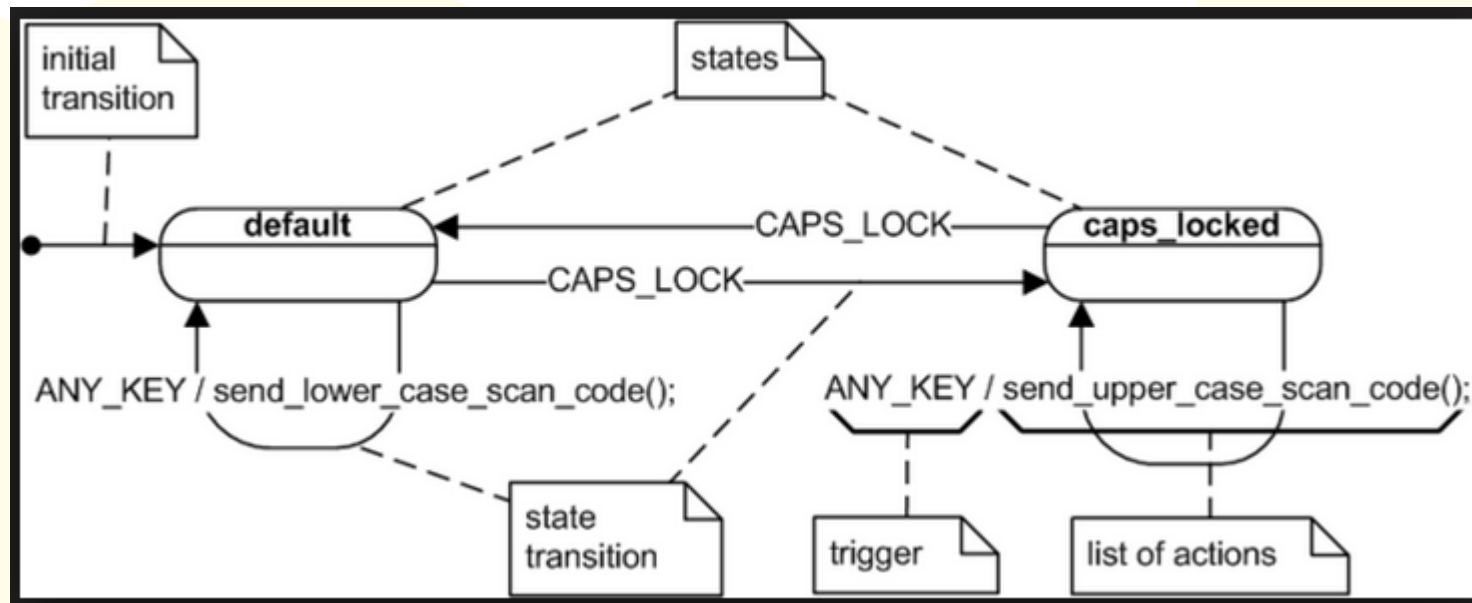 initial
transition
states
default
CAPS_LOCK
caps_locked
CAPS_LOCK
ANY_KEY / send_lower_case_scan_code();
ANY_KEY / send_upper_case_scan_code();
state
transition
trigger
list of actions